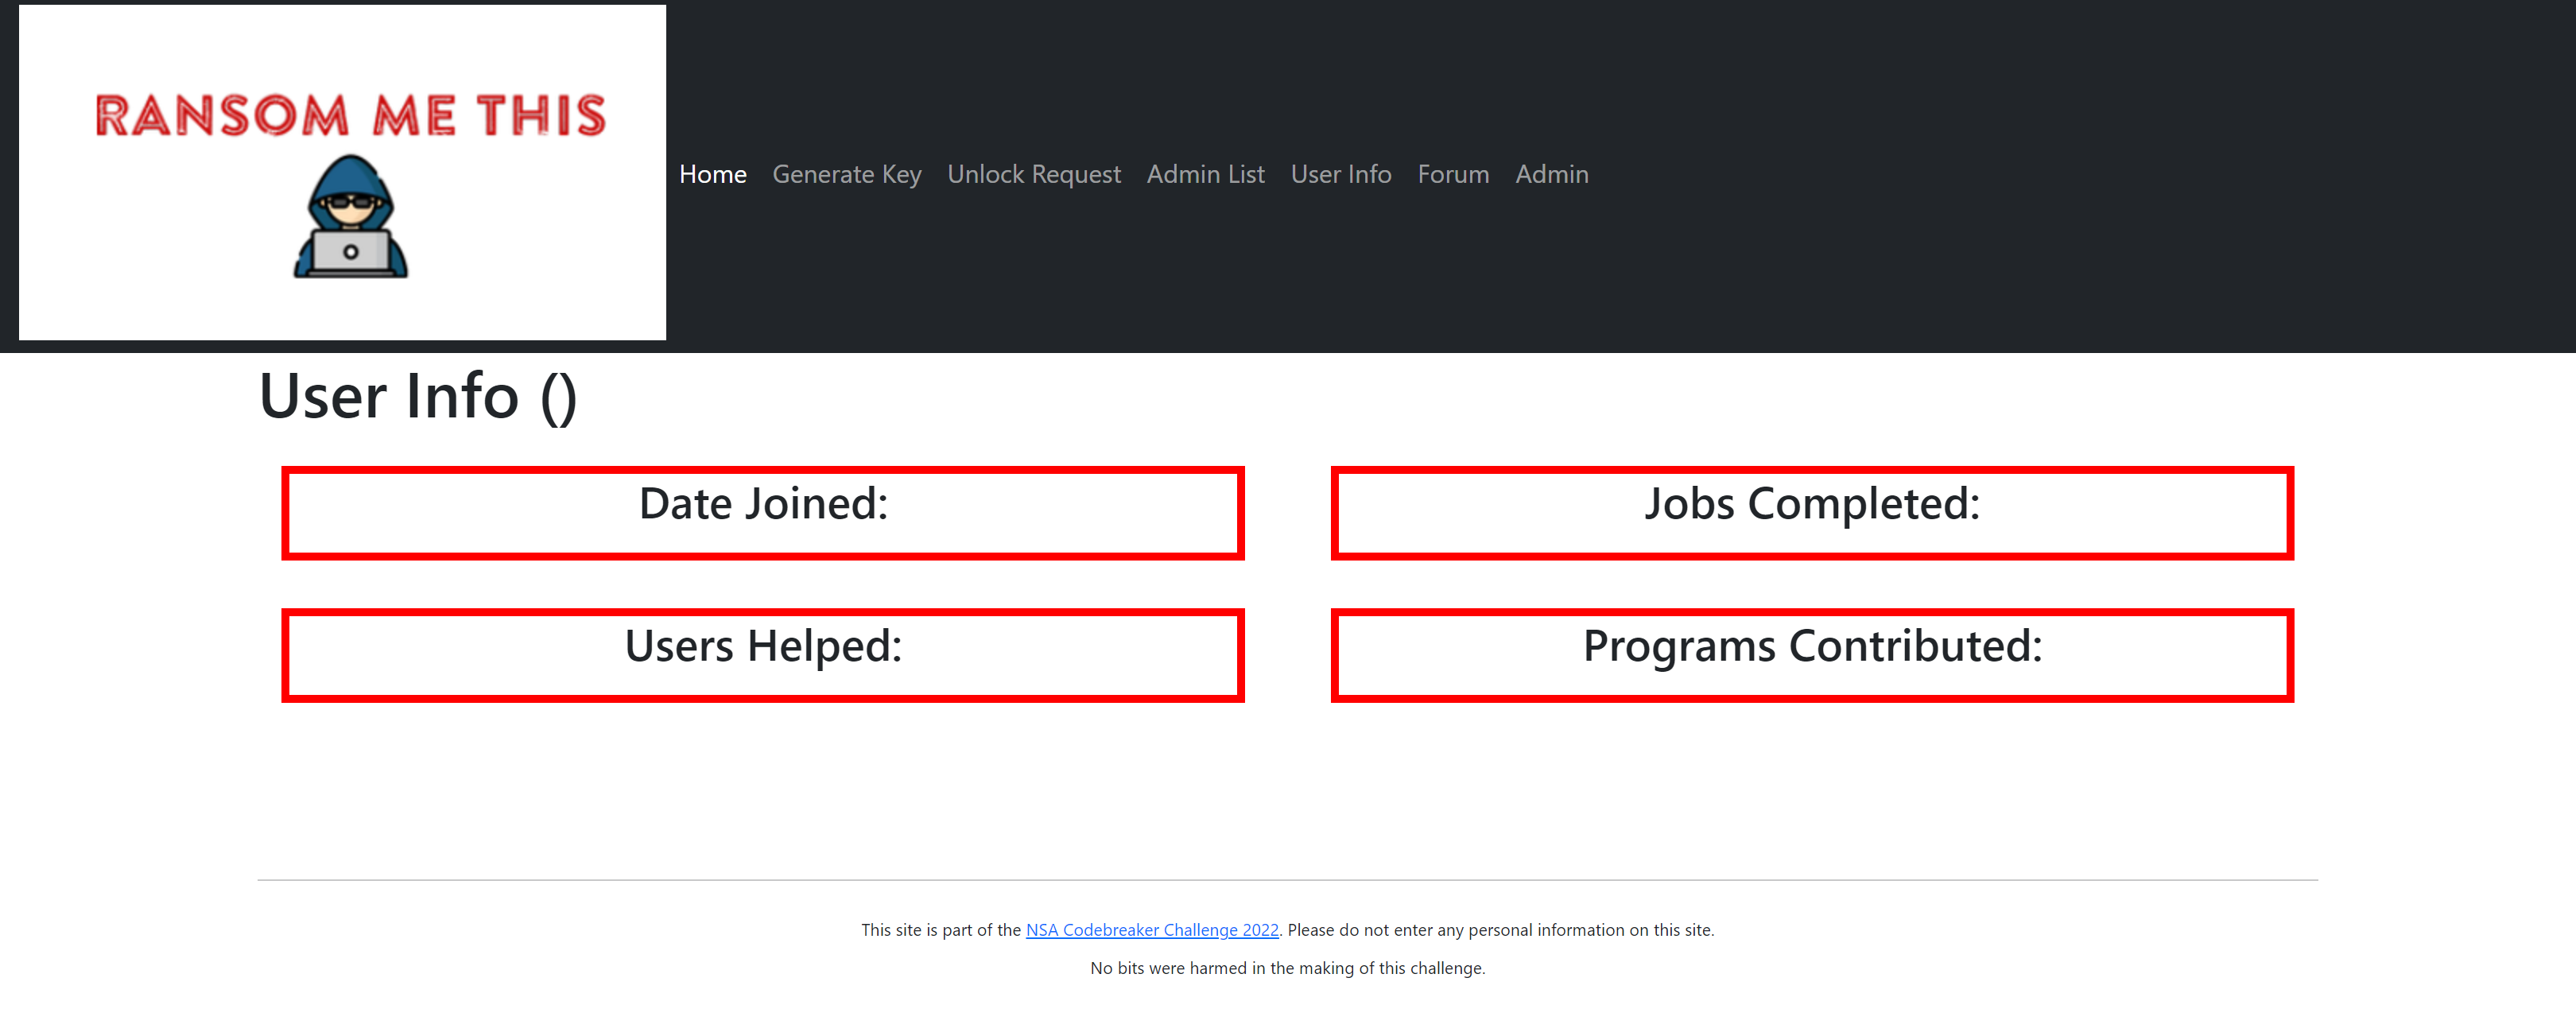 RANSOM ME THIS
Home Generate Key Unlock Request Admin List User Info Forum Admin
User Info ()
Date Joined:
Jobs Completed:
Users Helped:
Programs Contributed:
This site is part of the NSA Codebreaker Challenge 2022. Please do not enter any personal information on this site.
No bits were harmed in the making of this challenge.